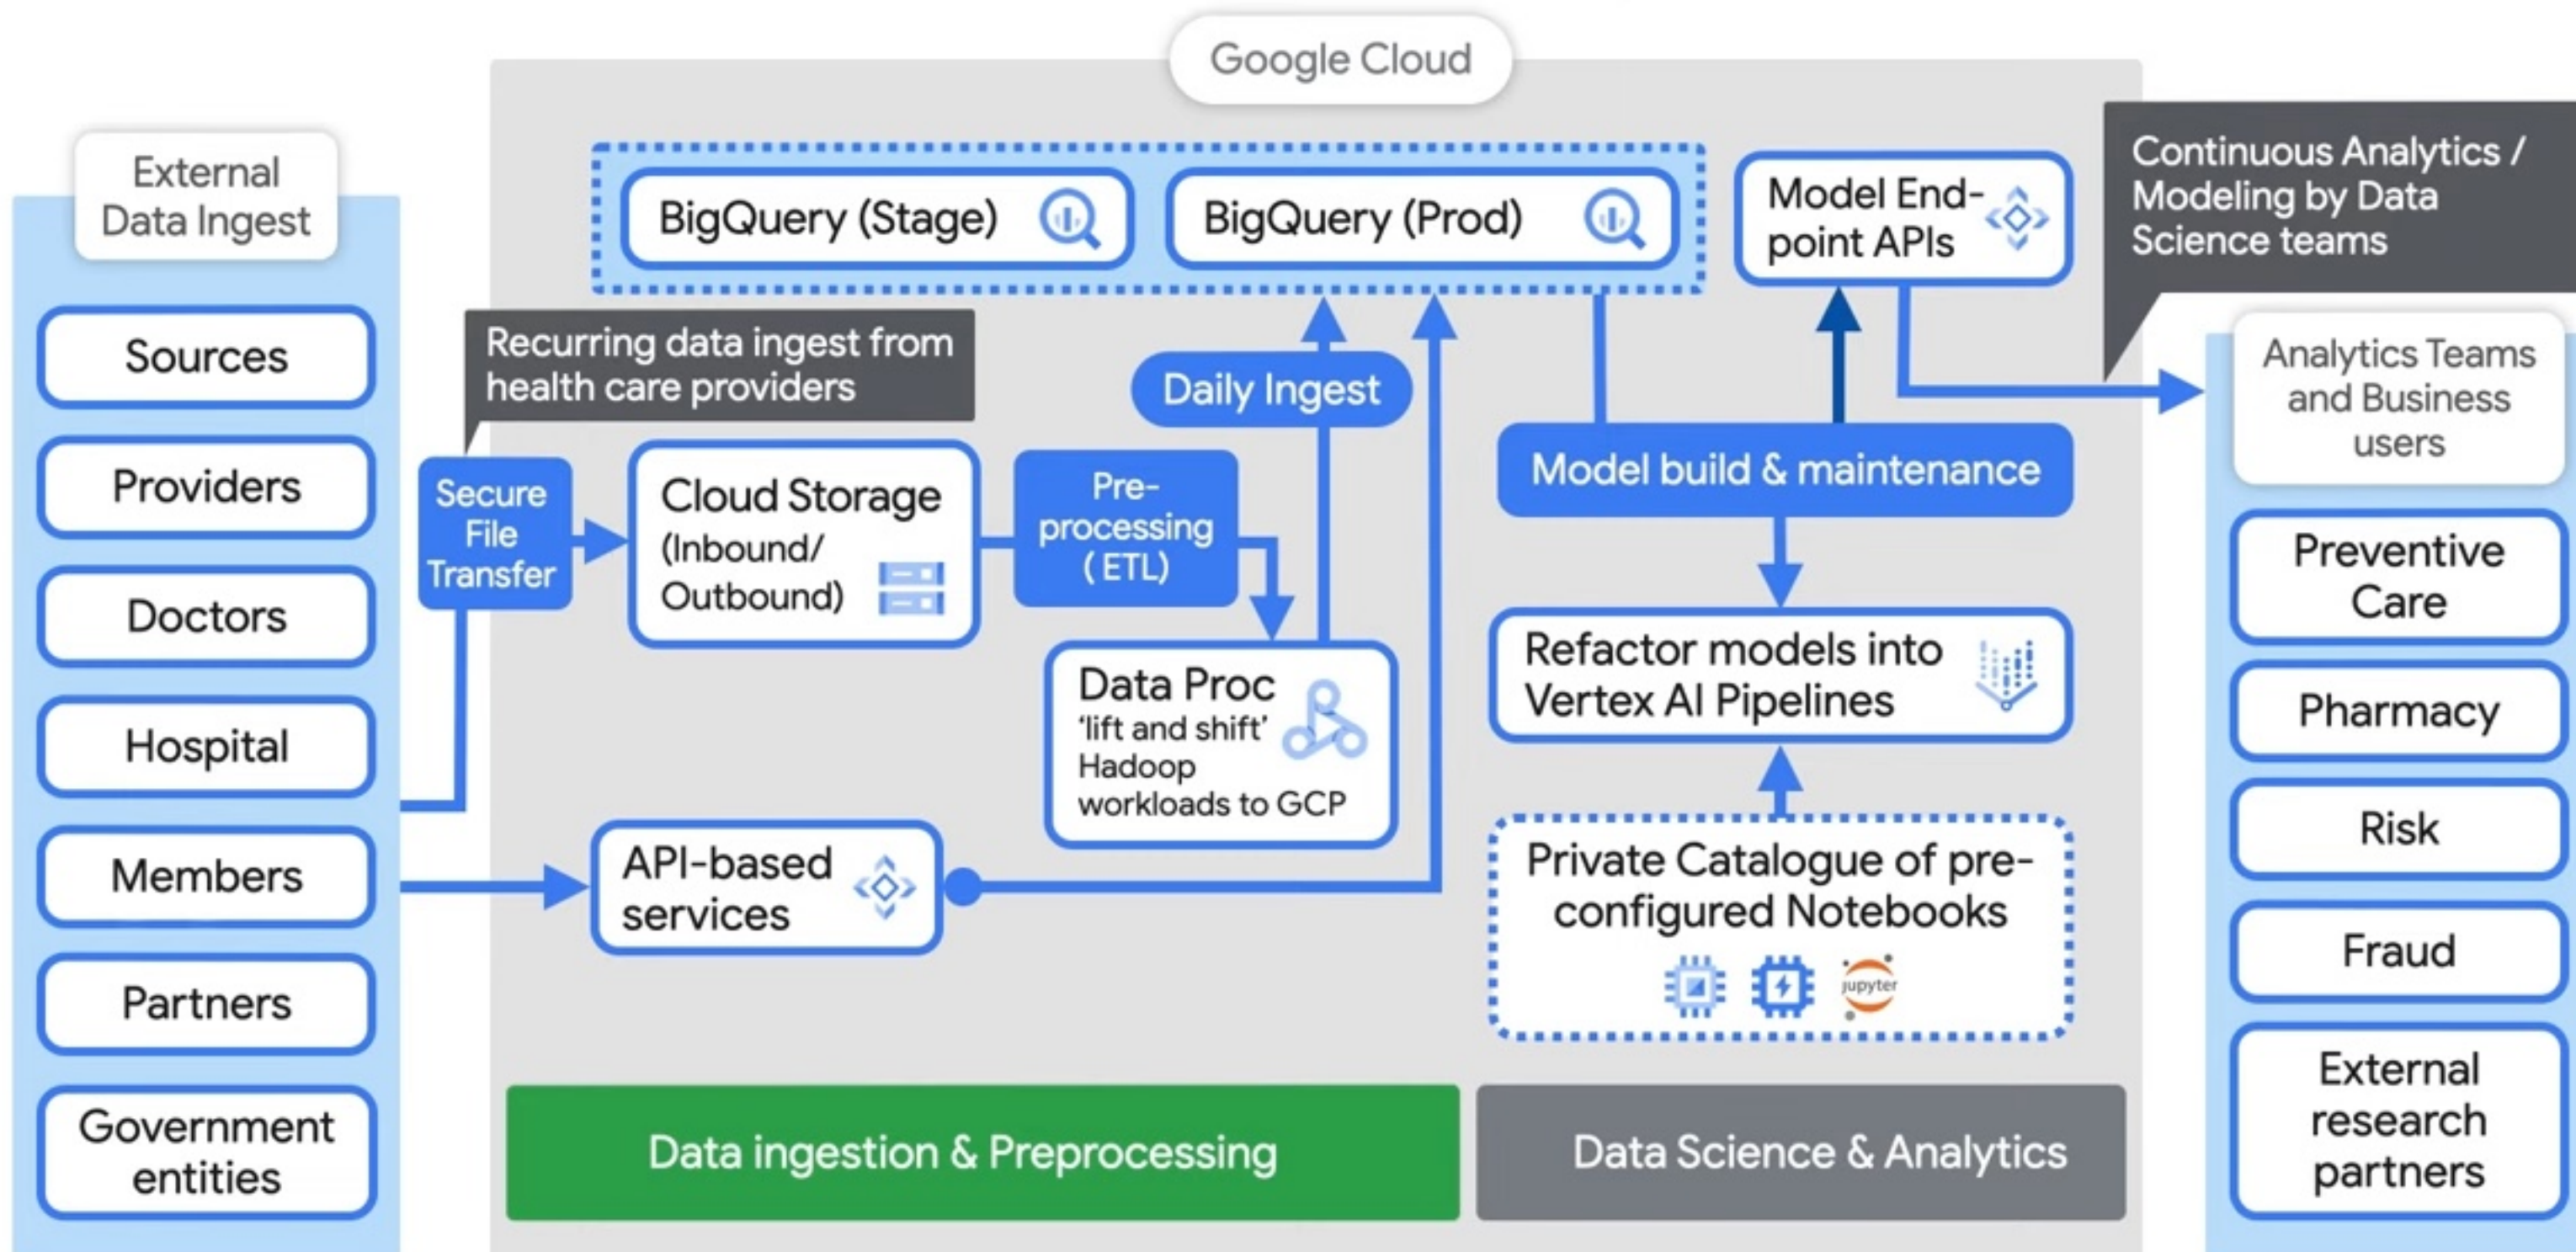 Google Cloud
External
Data Ingest
Sources
Providers
Doctors
Hospital
Members
Partners
Government
entities
Recurring data ingest from
health care providers
Secure
File
Transfer
BigQuery (Stage)
BigQuery (Prod)
Daily Ingest
Cloud Storage
(Inbound/
Outbound)
Pre-
processing
( ETL)
Data Proc
‘lift and shift’
Hadoop
workloads to GCP
API-based
services
Model End-
point APIs
Model build & maintenance
Refactor models into
Vertex AI Pipelines
Private Catalogue of pre-
configured Notebooks
jupyter
Data ingestion & Preprocessing
Data Science & Analytics
Continuous Analytics /
Modeling by Data
Science teams
Analytics Teams
and Business
users
Preventive
Care
Pharmacy
Risk
Fraud
External
research
partners